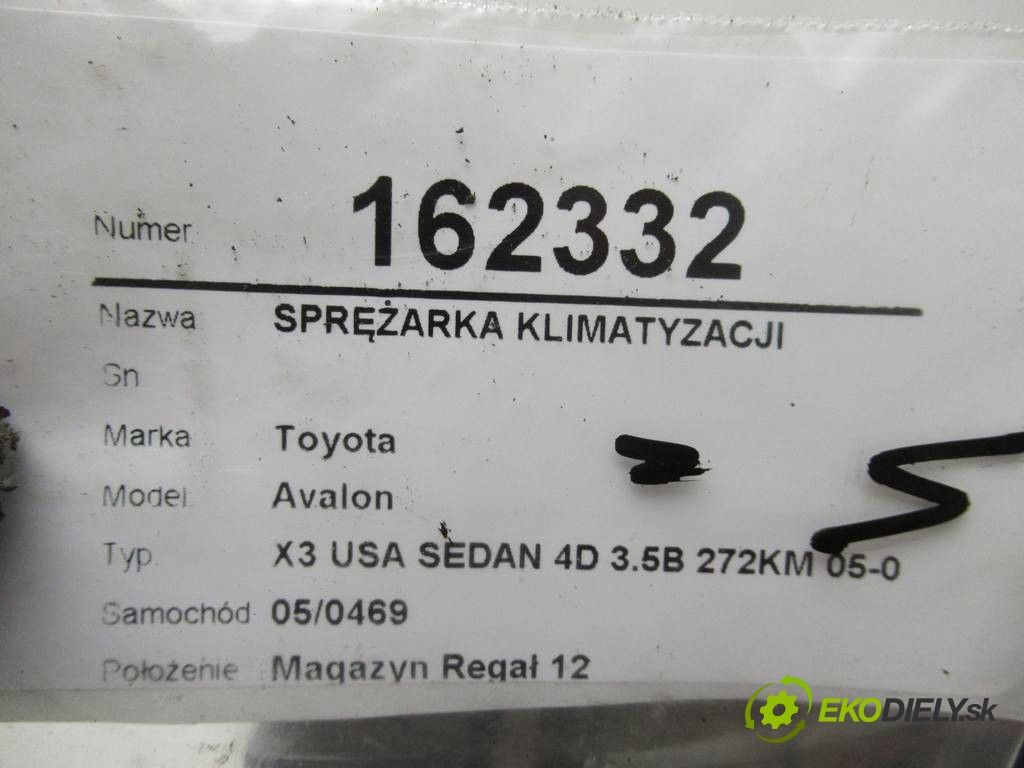 Numer 162332
Nazwa SPRĘŻARKA KLIMATYZACJI
Sn
Marka Toyota
Model Avalon
Typ. X3 USA SEDAN 4D 3.5B 272KM 05-0
Samochód 05/0469
Położenie Magazyn Regał 12
EKODIELY.sk